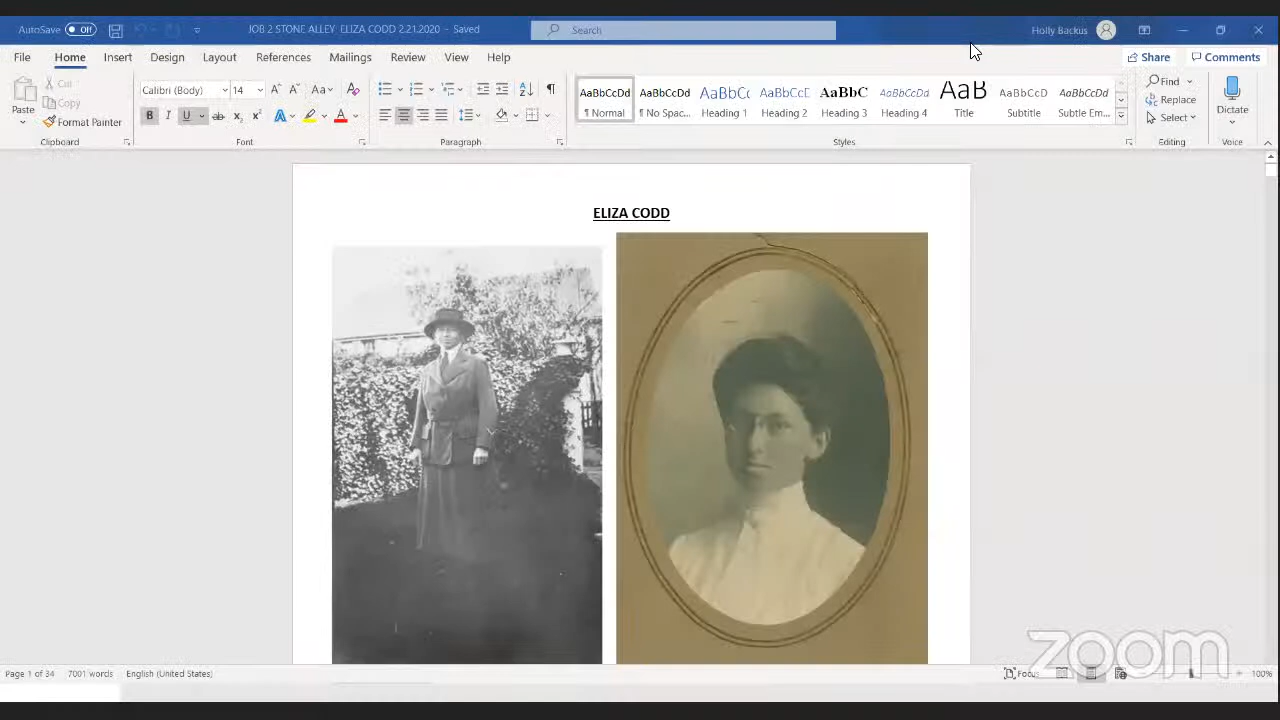 AutoSave Off JOB 2 STONE ALLEY ELIZA CODD 2.21.2020 - Saved Search Holly Backus
File Home Insert Design Layout References Mailings Review View Help Share Comments
Paste
Cut
Copy
Format Painter
Clipboard
Calibri (Body) 14 Aa
B U ab x₂ x² A A
Font
Paragraph
AaBbCcDd AaBbCcDd AaBbCc AaBbCcE AaBbC AaBbCcDd AaB AaBbCcD AaBbCcDd
¶ Normal ¶ No Spac... Heading 1 Heading 2 Heading 3 Heading 4 Title Subtitle Subtle Em...
Styles
Find
Replace
Select
Editing
Dictate
Voice
ELIZA CODD
Page 1 of 34 7001 words English (United States) Focus 100%
zoom